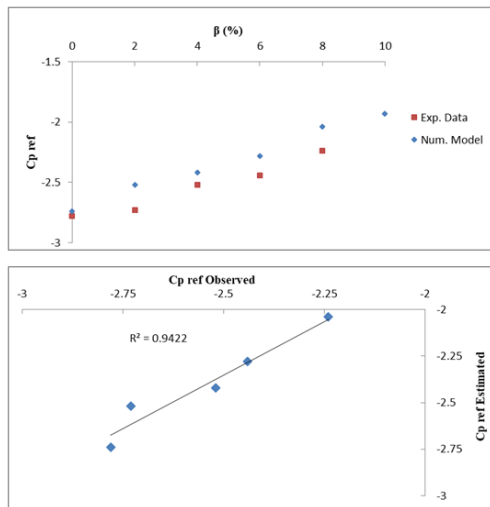 β (%)
0 2 4 6 8 10
-1.5
-2
-2.5
-3
Cp ref
Exp. Data
Num. Model
Cp ref Observed
-3 -2.75 -2.5 -2.25 -2
R² = 0.9422
-2
-2.25
-2.5
-2.75
-3
Cp ref Estimated